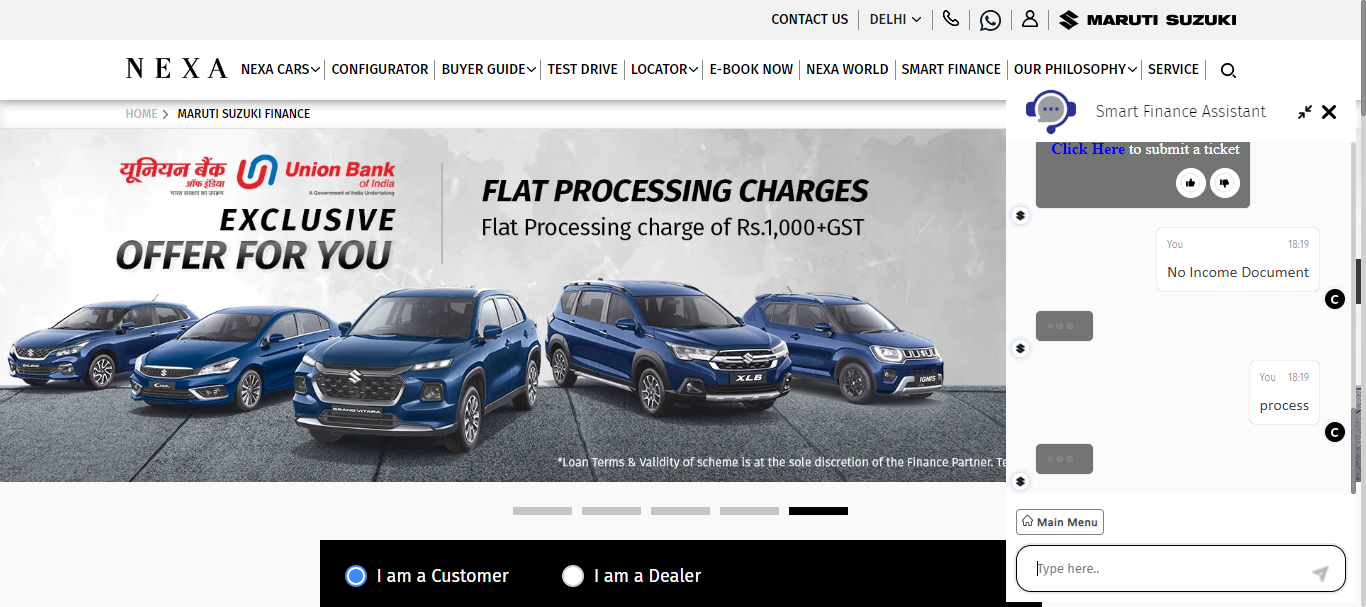 CONTACT US
DELHI
MARUTI SUZUKI
NEXA
NEXA CARS
CONFIGURATOR
BUYER GUIDE
TEST DRIVE
LOCATOR
E-BOOK NOW
NEXA WORLD
SMART FINANCE
OUR PHILOSOPHY
SERVICE
HOME
MARUTI SUZUKI FINANCE
यूनियन बैंक
ऑफ इंडिया
भारत सरकार का उपक्रम
Union Bank
of India
A Government of India Undertaking
EXCLUSIVE
OFFER FOR YOU
FLAT PROCESSING CHARGES
Flat Processing charge of Rs.1,000+GST
BALENO
GRAND VITARA
XL6
IGNIS
*Loan Terms & Validity of scheme is at the sole discretion of the Finance Partner. Te
I am a Customer
I am a Dealer
Smart Finance Assistant
Click Here to submit a ticket
You 18:19
No Income Document
C
You 18:19
process
C
Main Menu
Type here..